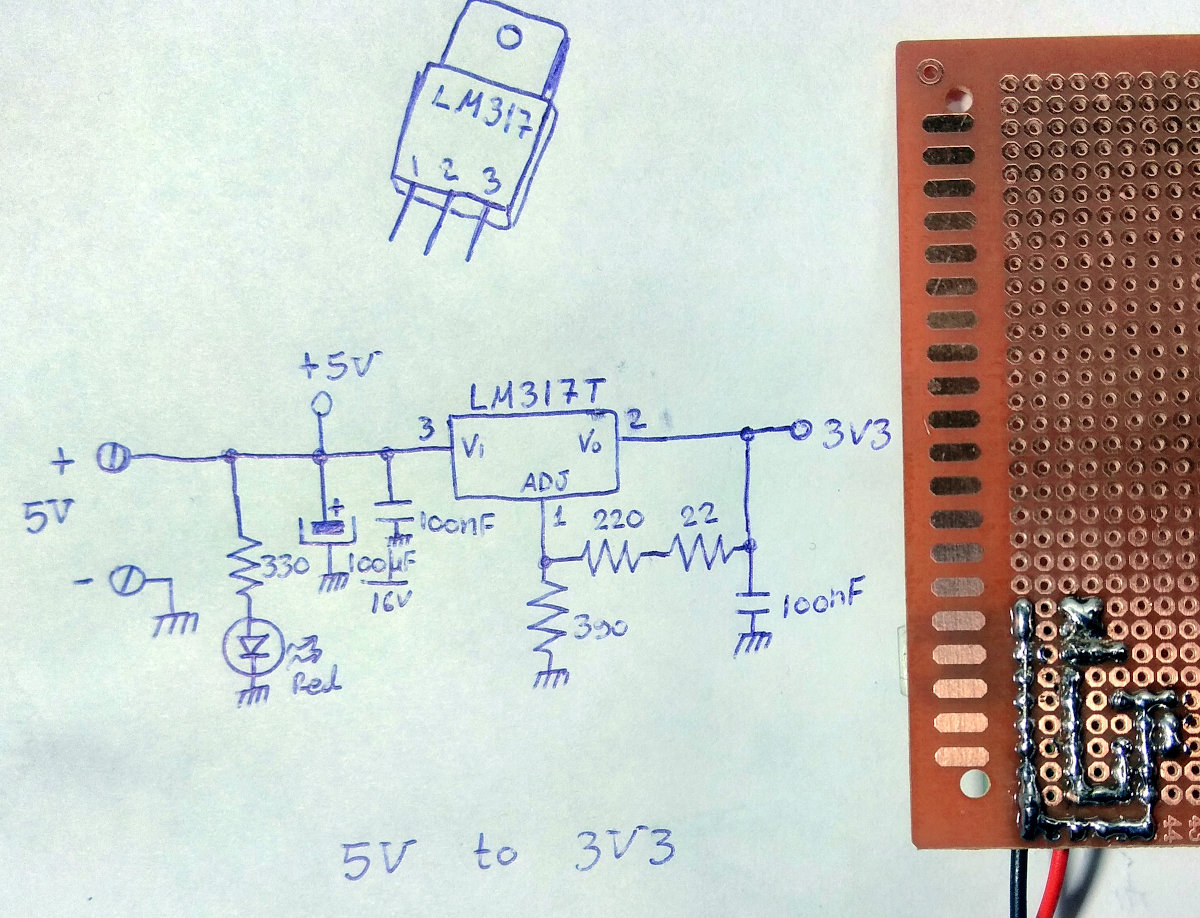 LM317
1 2 3
+5V
LM317T
3
2
Vi
Vo
ADJ
3V3
+
5V
1
220
22
100nF
330
100µF
16V
-
390
100nF
Red
5V to 3V3
44